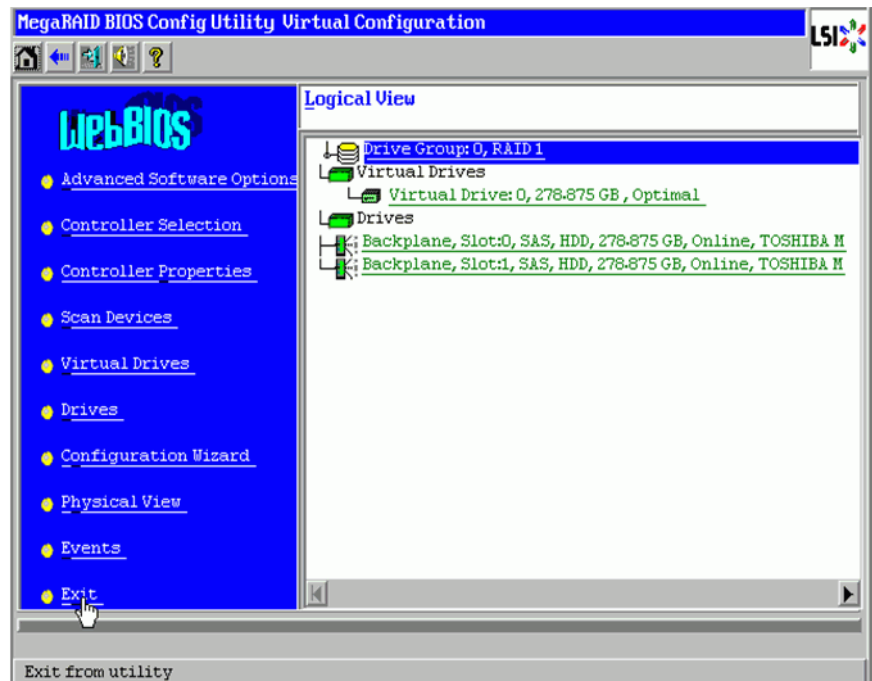 MegaRAID BIOS Config Utility Virtual Configuration
LSI
WebBIOS
Advanced Software Options
Controller Selection
Controller Properties
Scan Devices
Virtual Drives
Drives
Configuration Wizard
Physical View
Events
Exit
Logical View
Drive Group: 0, RAID 1
Virtual Drives
Virtual Drive: 0, 278.875 GB , Optimal
Drives
Backplane, Slot:0, SAS, HDD, 278.875 GB, Online, TOSHIBA M
Backplane, Slot:1, SAS, HDD, 278.875 GB, Online, TOSHIBA M
Exit from utility